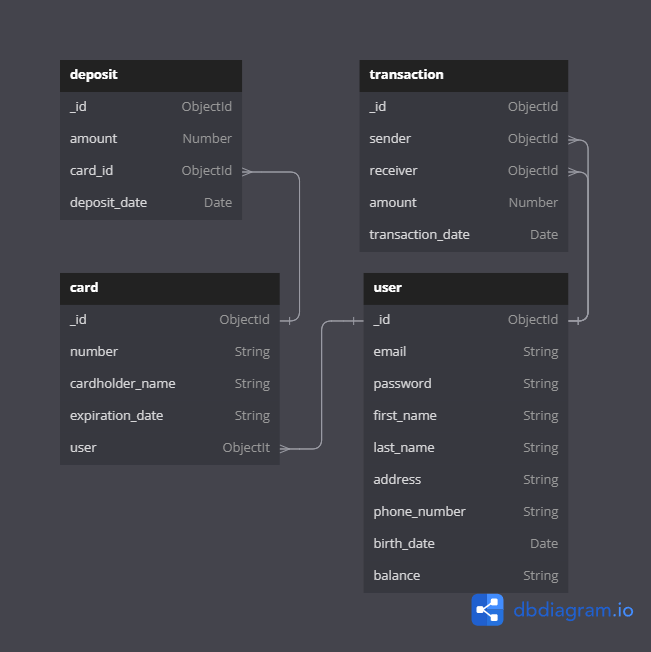 deposit
_id ObjectId
amount Number
card_id ObjectId
deposit_date Date
transaction
_id ObjectId
sender ObjectId
receiver ObjectId
amount Number
transaction_date Date
card
_id ObjectId
number String
cardholder_name String
expiration_date String
user ObjectIt
user
_id ObjectId
email String
password String
first_name String
last_name String
address String
phone_number String
birth_date Date
balance String
dbdiagram.io